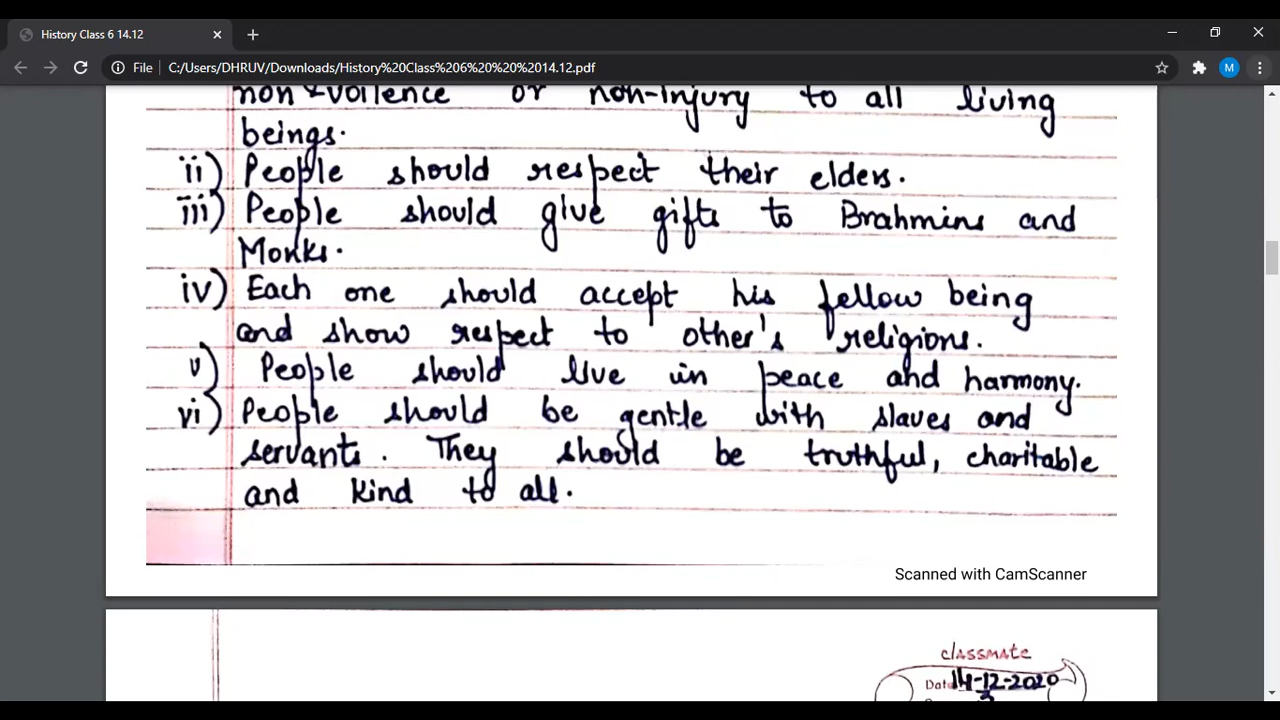 History Class 6 14.12
File C:/Users/DHRUV/Downloads/History%20Class%206%20%20%2014.12.pdf
M
non-voilence or non-injury to all living
beings.
ii) People should respect their elders.
iii) People should give gifts to Brahmins and
Monks.
iv) Each one should accept his fellow being
and show respect to other's religions.
v) People should live in peace and harmony.
vi) People should be gentle with slaves and
servants. They should be truthful, charitable
and kind to all.
Scanned with CamScanner
classmate
Date 14-12-2020